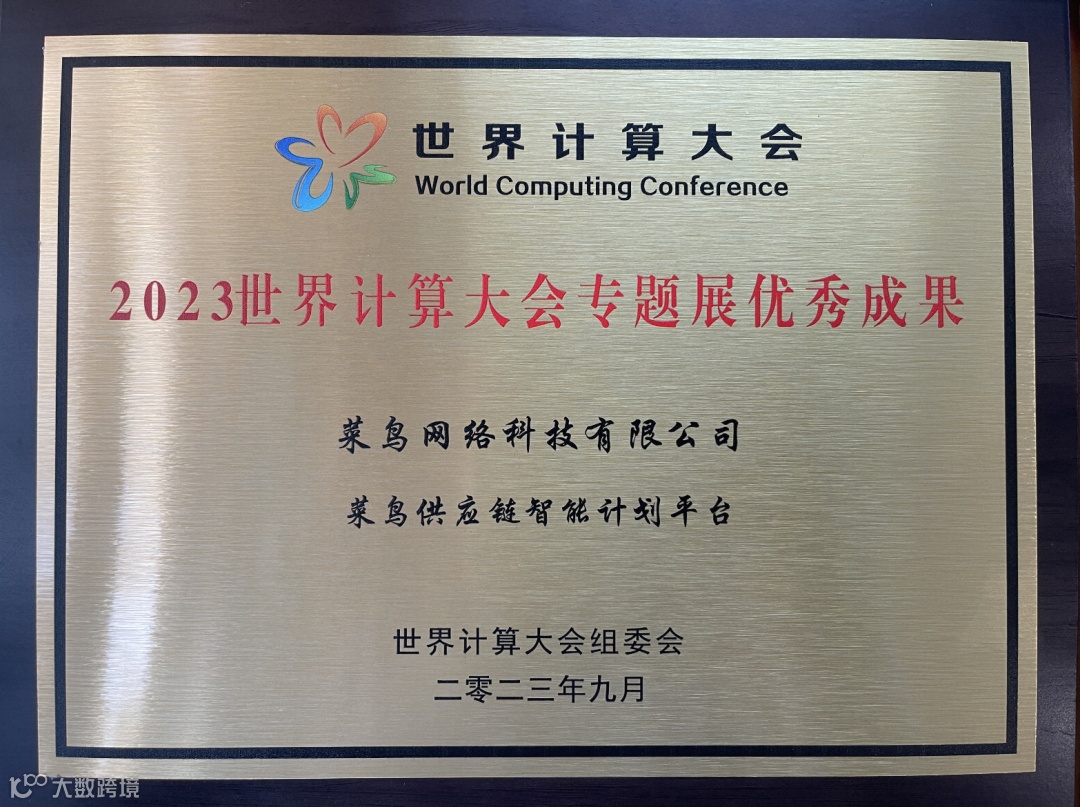 世界计算大会
World Computing Conference
2023世界计算大会专题展优秀成果
菜鸟网络科技有限公司
菜鸟供应链智能计划平台
世界计算大会组委会
二零二三年九月
大数跨境